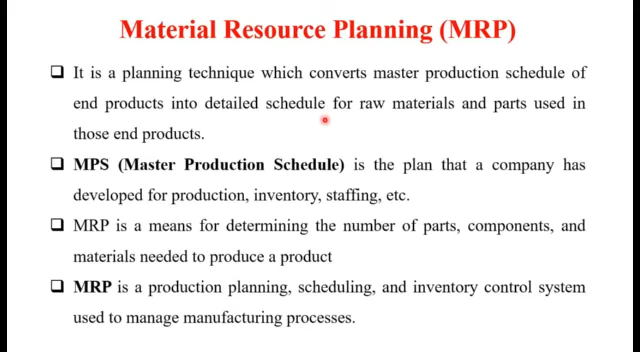 Material Resource Planning (MRP)
❑ It is a planning technique which converts master production schedule of
end products into detailed schedule for raw materials and parts used in
those end products.
❑ MPS (Master Production Schedule) is the plan that a company has
developed for production, inventory, staffing, etc.
❑ MRP is a means for determining the number of parts, components, and
materials needed to produce a product
❑ MRP is a production planning, scheduling, and inventory control system
used to manage manufacturing processes.